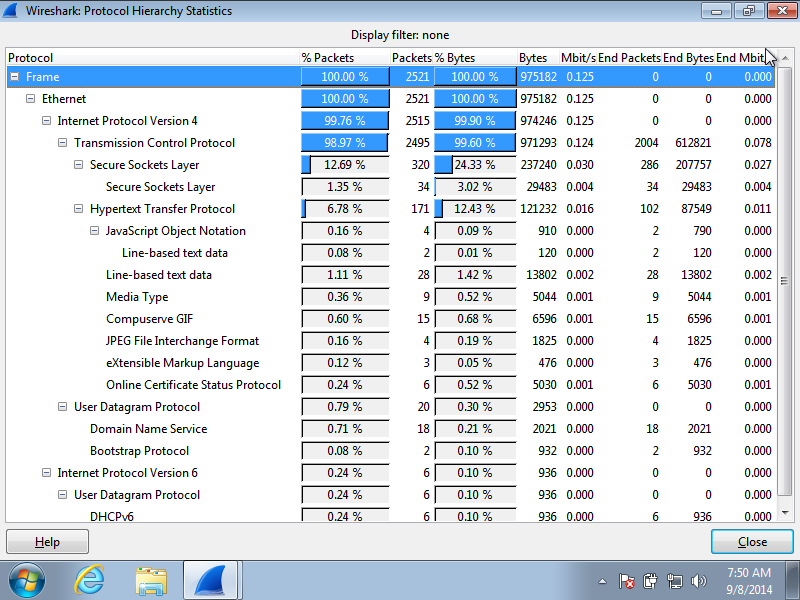 Wireshark: Protocol Hierarchy Statistics
Display filter: none
Protocol % Packets Packets % Bytes Bytes Mbit/s End Packets End Bytes End Mbit/
Frame 100.00 % 2521 100.00 % 975182 0.125 0 0 0.000
Ethernet 100.00 % 2521 100.00 % 975182 0.125 0 0 0.000
Internet Protocol Version 4 99.76 % 2515 99.90 % 974246 0.125 0 0 0.000
Transmission Control Protocol 98.97 % 2495 99.60 % 971293 0.124 2004 612821 0.078
Secure Sockets Layer 12.69 % 320 24.33 % 237240 0.030 286 207757 0.027
Secure Sockets Layer 1.35 % 34 3.02 % 29483 0.004 34 29483 0.004
Hypertext Transfer Protocol 6.78 % 171 12.43 % 121232 0.016 102 87549 0.011
JavaScript Object Notation 0.16 % 4 0.09 % 910 0.000 2 790 0.000
Line-based text data 0.08 % 2 0.01 % 120 0.000 2 120 0.000
Line-based text data 1.11 % 28 1.42 % 13802 0.002 28 13802 0.002
Media Type 0.36 % 9 0.52 % 5044 0.001 9 5044 0.001
Compuserve GIF 0.60 % 15 0.68 % 6596 0.001 15 6596 0.001
JPEG File Interchange Format 0.16 % 4 0.19 % 1825 0.000 4 1825 0.000
eXtensible Markup Language 0.12 % 3 0.05 % 476 0.000 3 476 0.000
Online Certificate Status Protocol 0.24 % 6 0.52 % 5030 0.001 6 5030 0.001
User Datagram Protocol 0.79 % 20 0.30 % 2953 0.000 0 0 0.000
Domain Name Service 0.71 % 18 0.21 % 2021 0.000 18 2021 0.000
Bootstrap Protocol 0.08 % 2 0.10 % 932 0.000 2 932 0.000
Internet Protocol Version 6 0.24 % 6 0.10 % 936 0.000 0 0 0.000
User Datagram Protocol 0.24 % 6 0.10 % 936 0.000 0 0 0.000
DHCPv6 0.24 % 6 0.10 % 936 0.000 6 936 0.000
Help Close
7:50 AM
9/8/2014